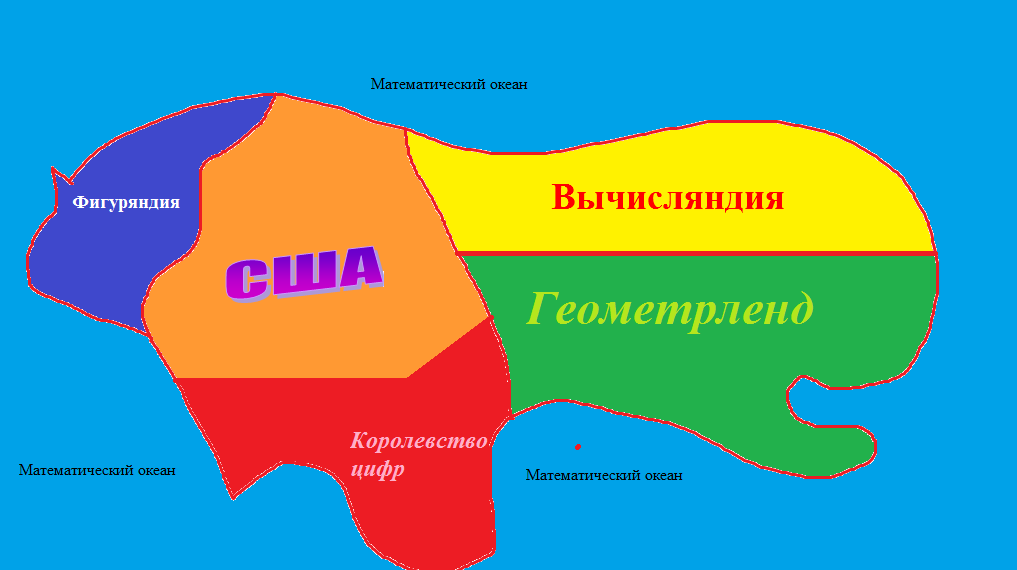 Математический океан
Фигуряндия
Вычисляндия
США
Геометрленд
Королевство
цифр
Математический океан
Математический океан